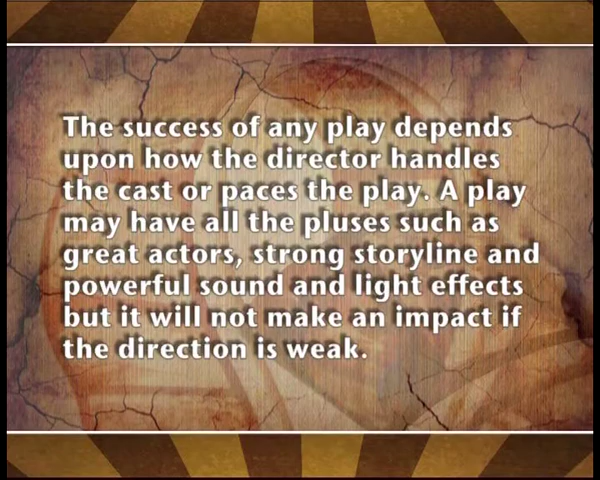 The success of any play depends
upon how the director handles
the cast or paces the play. A play
may have all the pluses such as
great actors, strong storyline and
powerful sound and light effects
but it will not make an impact if
the direction is weak.